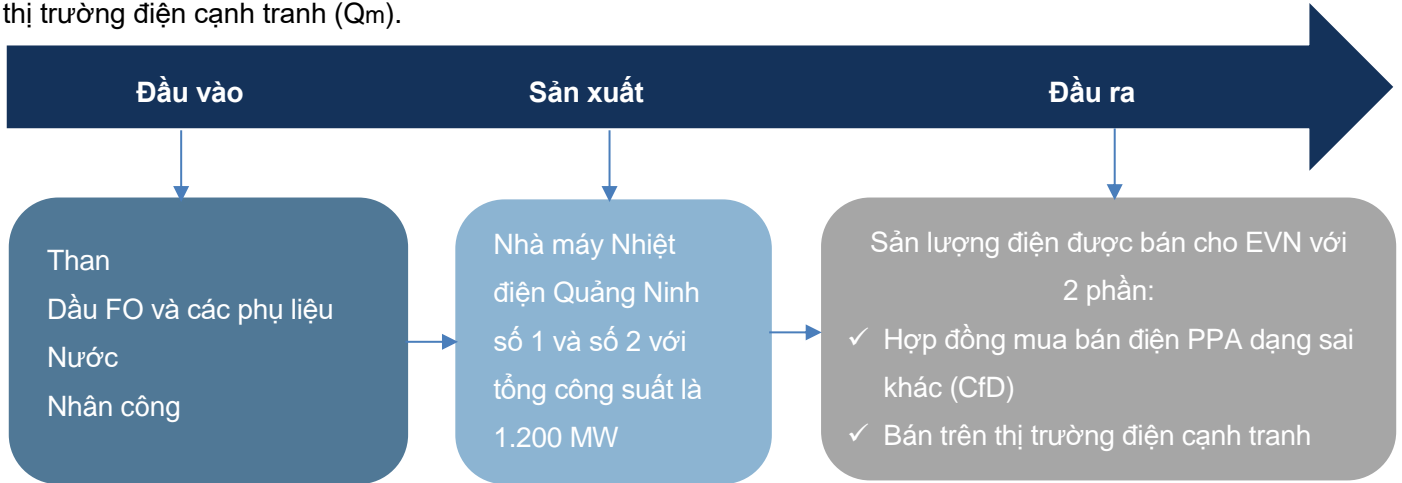 thị trường điện cạnh tranh (Qm).
Đầu vào
Sản xuất
Đầu ra
Than
Dầu FO và các phụ liệu
Nước
Nhân công
Nhà máy Nhiệt
điện Quảng Ninh
số 1 và số 2 với
tổng công suất là
1.200 MW
Sản lượng điện được bán cho EVN với
2 phần:
✓ Hợp đồng mua bán điện PPA dạng sai
khác (CfD)
✓ Bán trên thị trường điện cạnh tranh